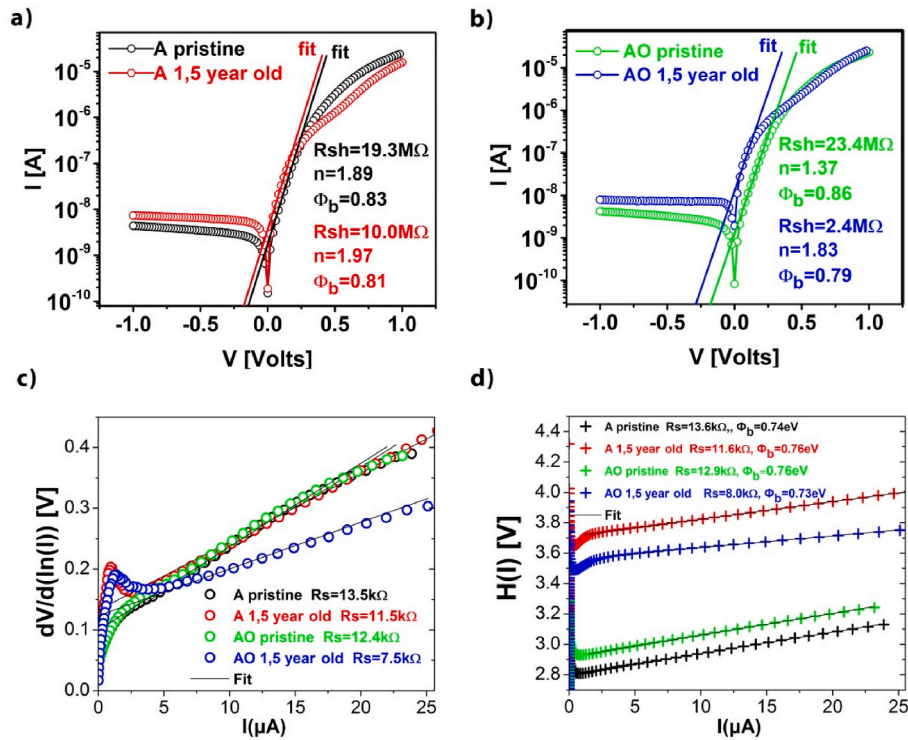 a)
A pristine
A 1,5 year old
fit
fit
Rsh=19.3MΩ
n=1.89
Φb=0.83
Rsh=10.0MΩ
n=1.97
Φb=0.81
I [A]
10-5
10-6
10-7
10-8
10-9
10-10
-1.0 -0.5 0.0 0.5 1.0
V [Volts]
b)
AO pristine
AO 1,5 year old
fit
fit
Rsh=23.4MΩ
n=1.37
Φb=0.86
Rsh=2.4MΩ
n=1.83
Φb=0.79
I [A]
10-5
10-6
10-7
10-8
10-9
10-10
-1.0 -0.5 0.0 0.5 1.0
V [Volts]
c)
dV/d(ln(I)) [V]
0.4
0.3
0.2
0.1
0.0
A pristine Rs=13.5kΩ
A 1,5 year old Rs=11.5kΩ
AO pristine Rs=12.4kΩ
AO 1,5 year old Rs=7.5kΩ
Fit
0 5 10 15 20 25
I(µA)
d)
H(I) [V]
4.4
4.2
4.0
3.8
3.6
3.4
3.2
3.0
2.8
A pristine Rs=13.6kΩ,, Φb=0.74eV
A 1,5 year old Rs=11.6kΩ, Φb=0.76eV
AO pristine Rs=12.9kΩ, Φb=0.76eV
AO 1,5 year old Rs=8.0kΩ, Φb=0.73eV
Fit
0 5 10 15 20 25
I(µA)